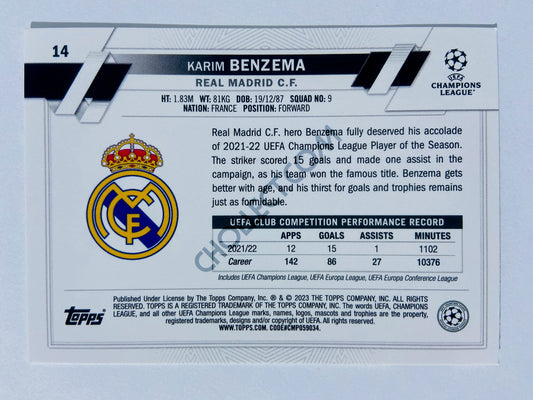 14
KARIM BENZEMA
REAL MADRID C.F.
UEFA
CHAMPIONS
LEAGUE
HT: 1.83M WT: 81KG DOB: 19/12/87 SQUAD NO: 9
NATION: FRANCE POSITION: FORWARD
Real Madrid C.F. hero Benzema fully deserved his accolade
of 2021-22 UEFA Champions League Player of the Season.
The striker scored 15 goals and made one assist in the
campaign, as his team won the famous title. Benzema gets
better with age, and his thirst for goals and trophies remains
just as formidable.
UEFA CLUB COMPETITION PERFORMANCE RECORD
APPS GOALS ASSISTS MINUTES
2021/22 12 15 1 1102
Career 142 86 27 10376
Includes UEFA Champions League, UEFA Europa League, UEFA Europa Conference League
TOPPS
Published Under License by The Topps Company, Inc. ® & © 2023 THE TOPPS COMPANY, INC. ALL RIGHTS
RESERVED. TOPPS IS A REGISTERED TRADEMARK OF THE TOPPS COMPANY, INC. The words UEFA, CHAMPIONS
LEAGUE, and all other UEFA Champions League marks, names, logos, mascots and trophies are the property,
registered trademarks, designs and/or copyright of UEFA. All rights reserved.
WWW.TOPPS.COM. CODE#CMP059034.
CHOLLECT.COM